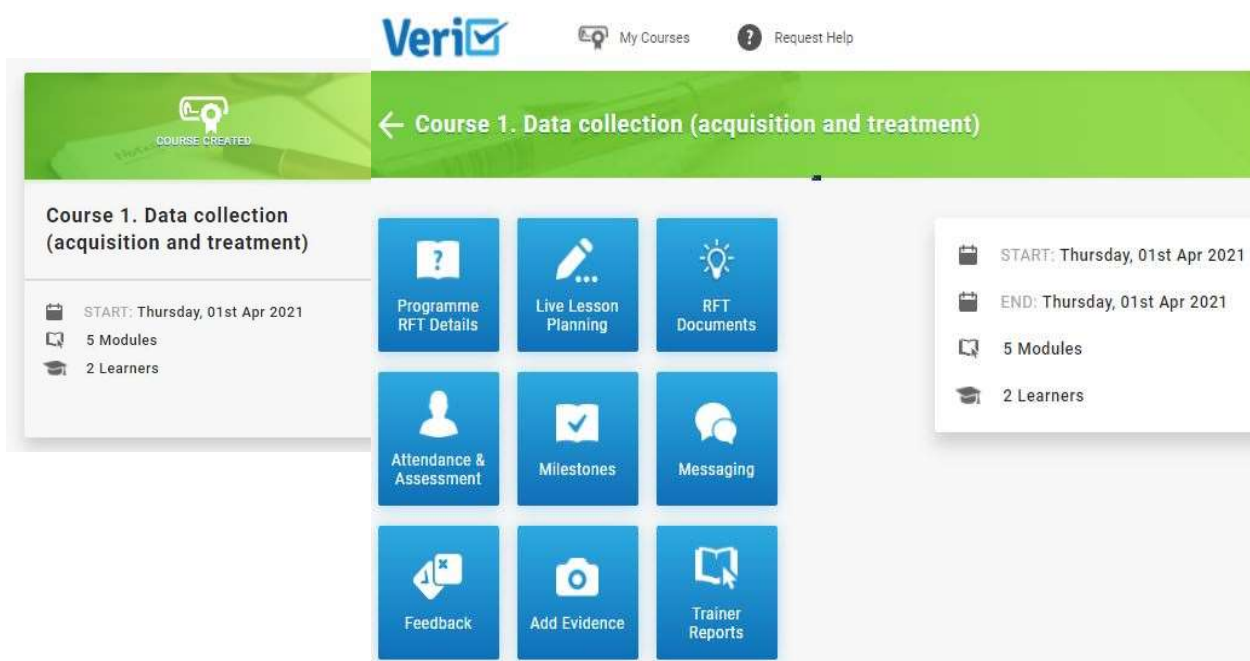 COURSE CREATED
Course 1. Data collection
(acquisition and treatment)
START: Thursday, 01st Apr 2021
5 Modules
2 Learners
Veri
My Courses
? Request Help
← Course 1. Data collection (acquisition and treatment)
?
Programme
RFT Details
Live Lesson
Planning
RFT
Documents
Attendance &
Assessment
Milestones
Messaging
Feedback
Add Evidence
Trainer
Reports
START: Thursday, 01st Apr 2021
END: Thursday, 01st Apr 2021
5 Modules
2 Learners